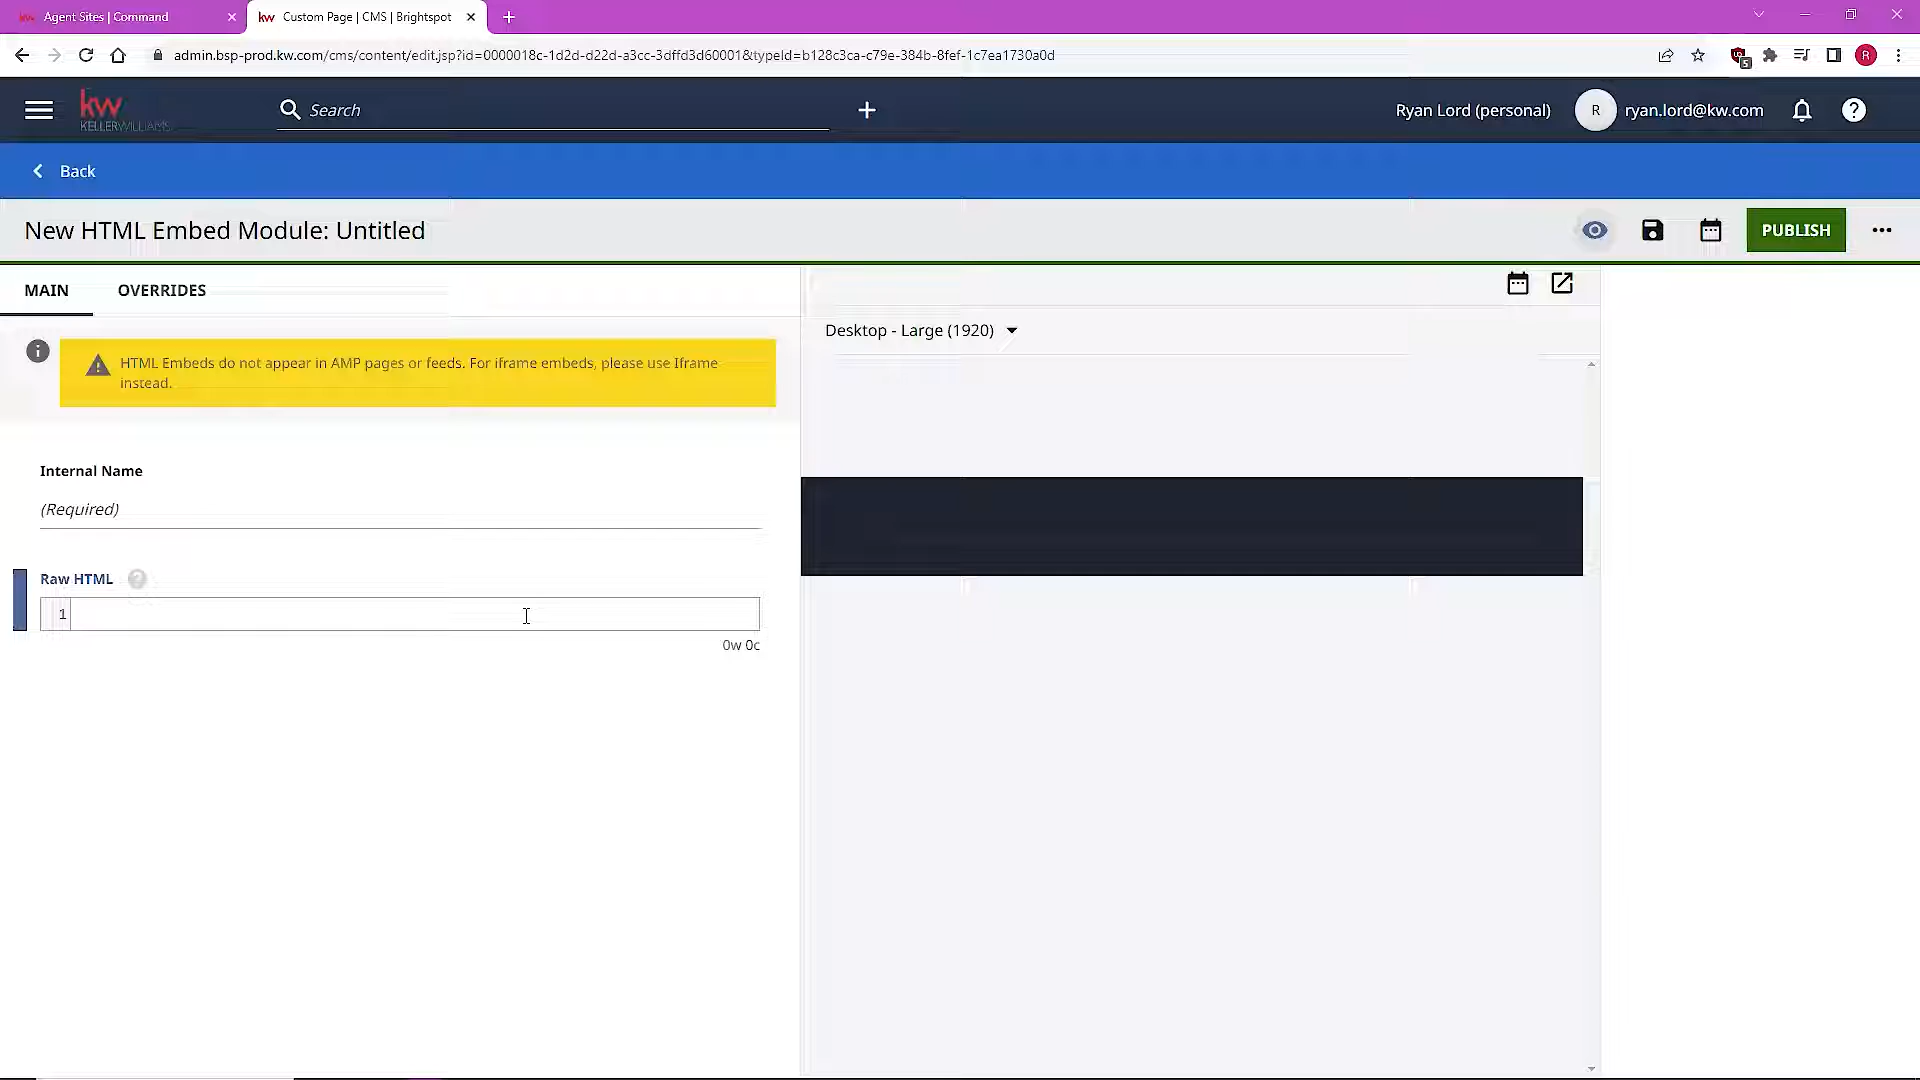 Agent Sites | Command
Custom Page | CMS | Brightspot
admin.bsp-prod.kw.com/cms/content/edit.jsp?id=0000018c-1d2d-d22d-a3cc-3dffd3d60001&typeId=b128c3ca-c79e-384b-8fef-1c7ea1730a0d
5
R
kw
KELLERWILLIAMS
Search
Ryan Lord (personal)
R
ryan.lord@kw.com
Back
New HTML Embed Module: Untitled
PUBLISH
MAIN
OVERRIDES
HTML Embeds do not appear in AMP pages or feeds. For iframe embeds, please use Iframe
instead.
Desktop - Large (1920)
Internal Name
(Required)
Raw HTML
1
0w 0c